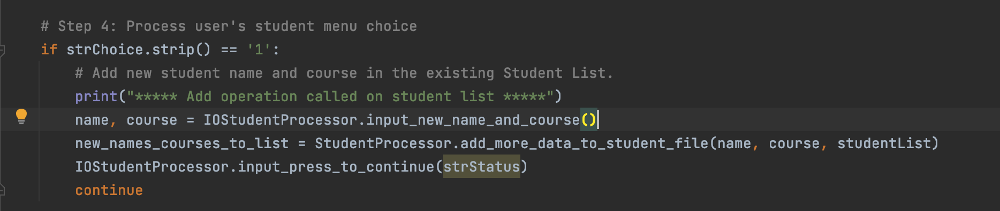 # Step 4: Process user's student menu choice
if strChoice.strip() == '1':
# Add new student name and course in the existing Student List.
print("***** Add operation called on student list *****")
name, course = IOStudentProcessor.input_new_name_and_course()
new_names_courses_to_list = StudentProcessor.add_more_data_to_student_file(name, course, studentList)
IOStudentProcessor.input_press_to_continue(strStatus)
continue